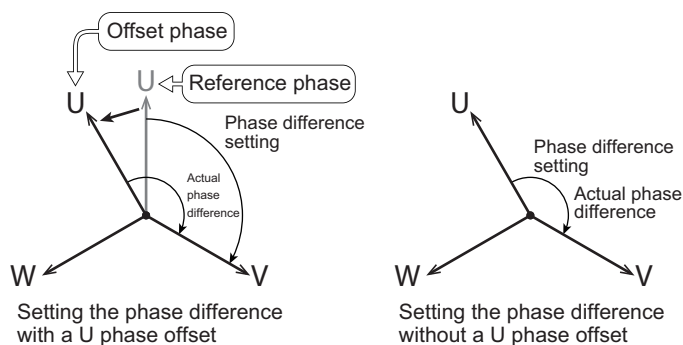 Offset phase
U
U
Reference phase
Phase difference
setting
Actual
phase
difference
W
V
Setting the phase difference
with a U phase offset
U
Phase difference
setting
Actual phase
difference
W
V
Setting the phase difference
without a U phase offset